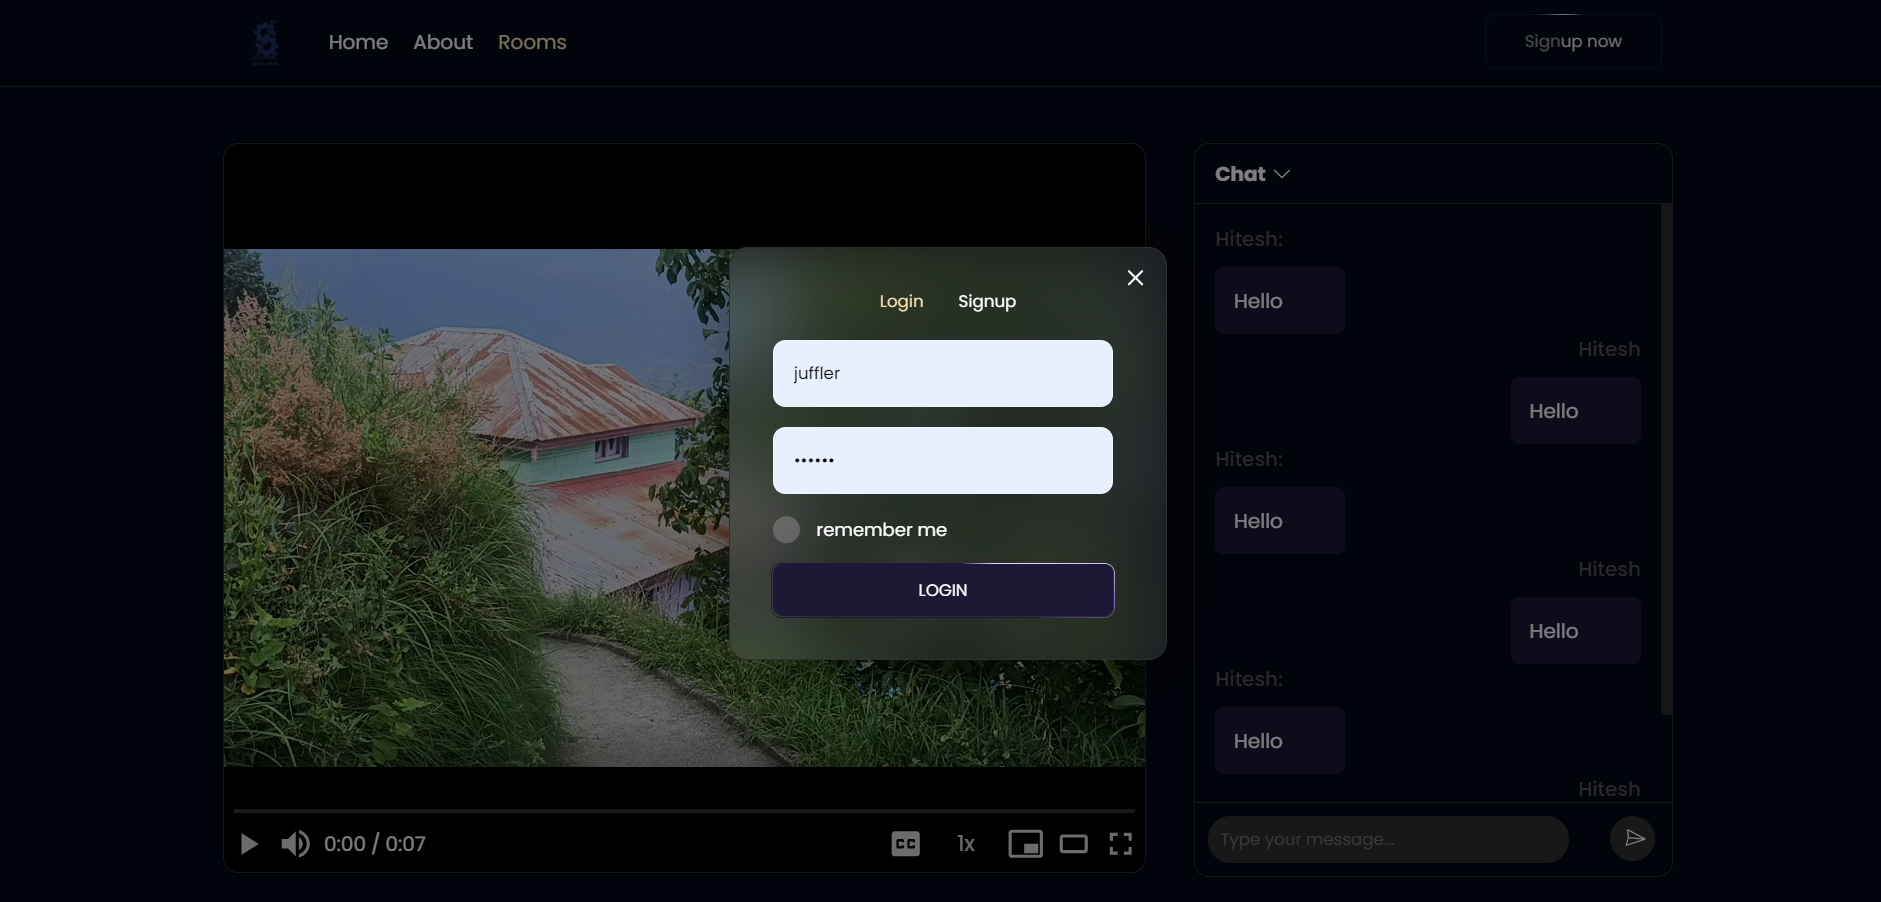 Home About Rooms
Signup now
Login Signup
juffler
••••••
remember me
LOGIN
0:00 / 0:07
CC
1x
Chat
Hitesh:
Hello
Hitesh
Hello
Hitesh:
Hello
Hitesh
Hello
Hitesh:
Hello
Hitesh
Type your message...